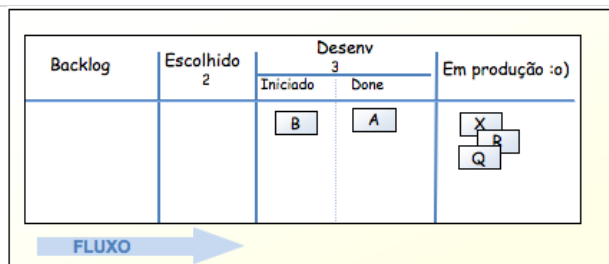 Backlog
Escolhido
2
Desenv
3
Iniciado
Done
Em produção :o)
B
A
X
R
Q
FLUXO